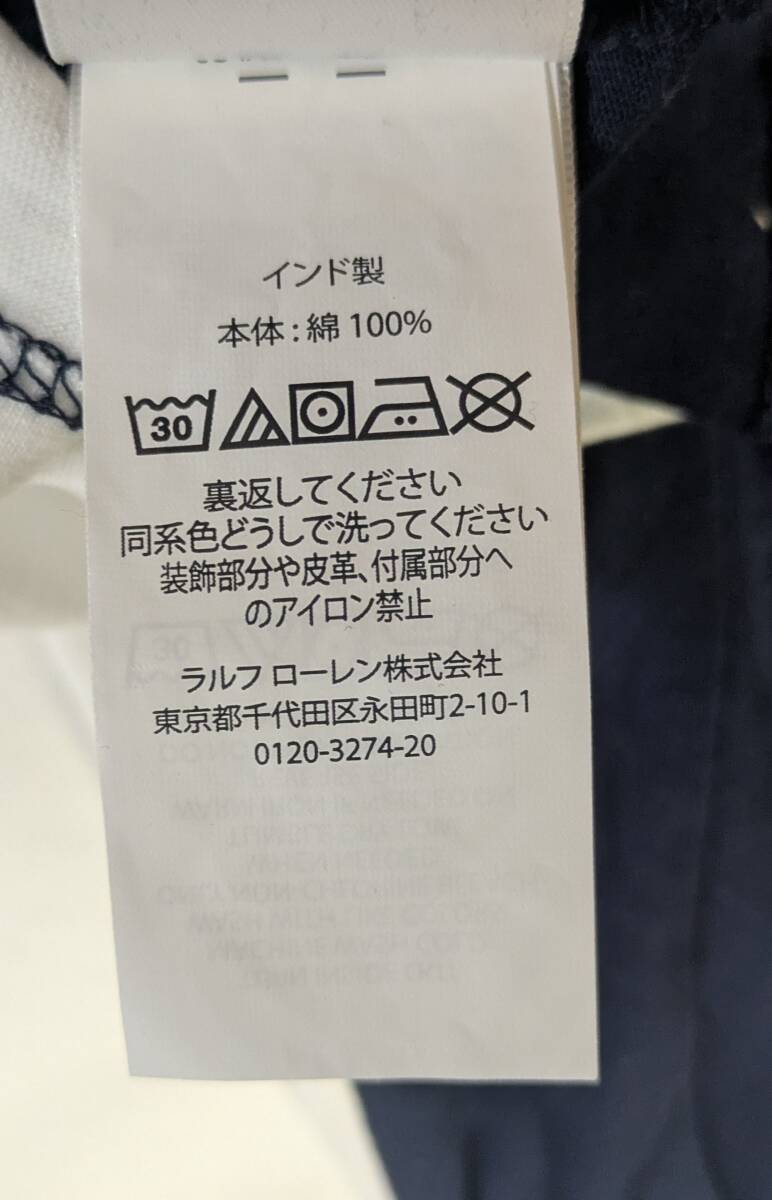 インド製
本体 : 綿 100%
30
裏返してください
同系色どうしで洗ってください
装飾部分や皮革、付属部分へ
のアイロン禁止
ラルフ ローレン株式会社
東京都千代田区永田町2-10-1
0120-3274-20